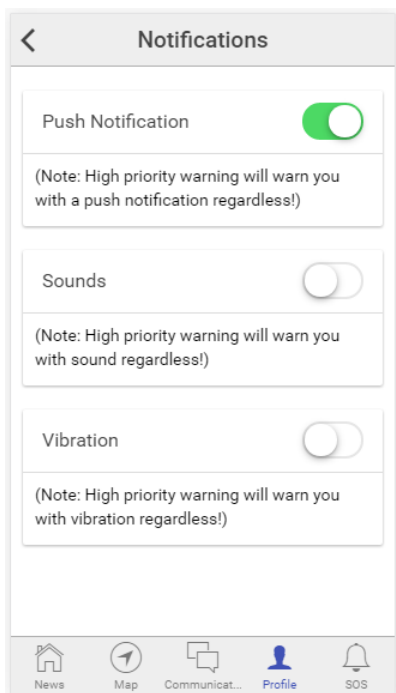 Notifications
Push Notification
(Note: High priority warning will warn you
with a push notification regardless!)
Sounds
(Note: High priority warning will warn you
with sound regardless!)
Vibration
(Note: High priority warning will warn you
with vibration regardless!)
News Map Communicat... Profile SOS